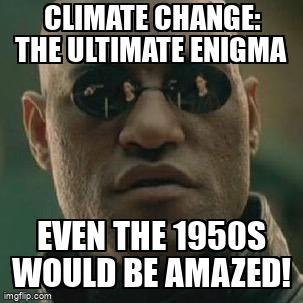 CLIMATE CHANGE:
THE ULTIMATE ENIGMA
EVEN THE 1950S
WOULD BE AMAZED!
imgflip.com